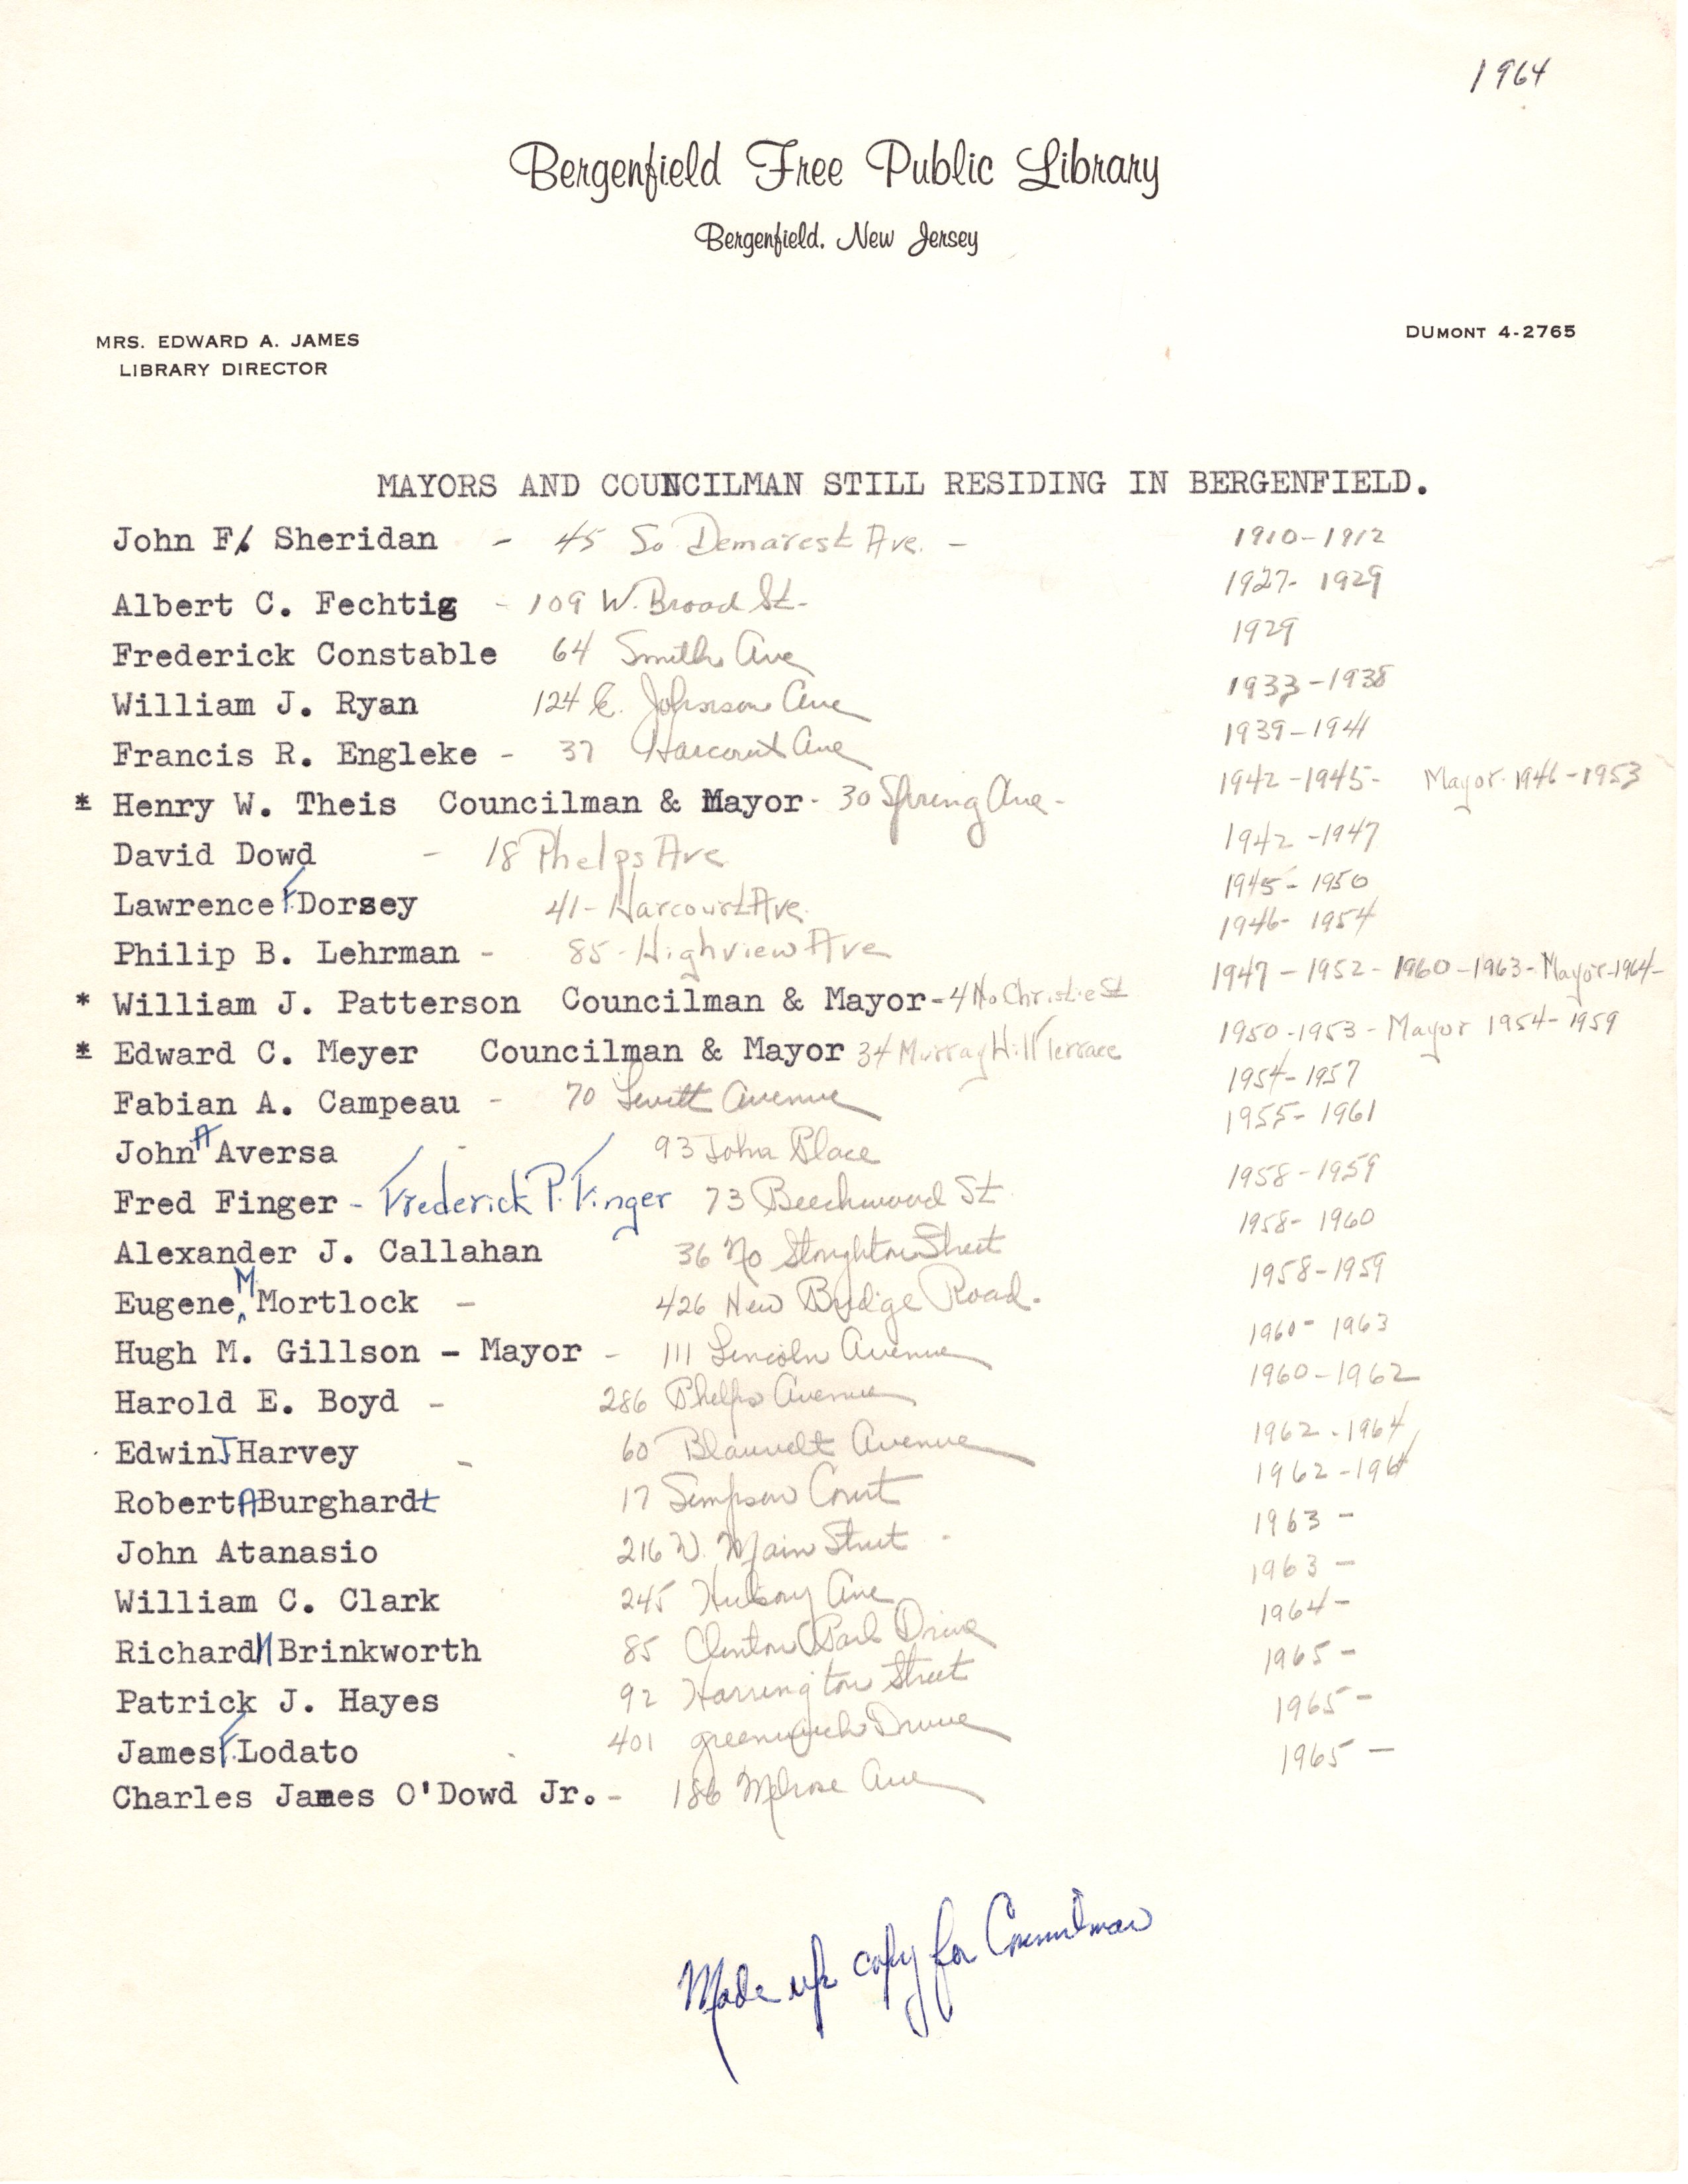 1964
Bergenfield Free Public Library
Bergenfield, New Jersey
MRS. EDWARD A. JAMES
LIBRARY DIRECTOR
DUMONT 4-2765
MAYORS AND COUNCILMAN STILL RESIDING IN BERGENFIELD.
John F. Sheridan - 45 So. Demarest Ave. - 1910-1912
Albert C. Fechtig - 109 W. Broad St. - 1927-1929
Frederick Constable 64 Smith Ave 1929
William J. Ryan 124 E. Johnson Ave 1933-1938
Francis R. Engleke - 37 Harcourt Ave 1939-1941
* Henry W. Theis Councilman & Mayor - 30 Spring Ave - 1942-1945- Mayor 1946-1953
David Dowd - 18 Phelps Ave 1942-1947
Lawrence F. Dorsey 41- Harcourt Ave. 1945-1950
Philip B. Lehrman - 85 - Highview Ave 1946-1954
* William J. Patterson Councilman & Mayor - 4 No Christie St 1947-1952-1960-1963-Mayor-1964-
* Edward C. Meyer Councilman & Mayor 34 Murray Hill Terrace 1950-1953- Mayor 1954-1959
Fabian A. Campeau - 70 Levitt Avenue 1954-1957
John A Aversa - 93 John Place 1955-1961
Fred Finger - Frederick P. Finger 73 Beechwood St 1958-1959
Alexander J. Callahan 36 No Stoughton Street 1958-1960
Eugene M Mortlock - 426 New Bridge Road. 1958-1959
Hugh M. Gillson - Mayor - 111 Lincoln Avenue 1960-1963
Harold E. Boyd - 286 Phelps Avenue 1960-1962
Edwin J Harvey - 60 Blauvelt Avenue 1962-1964
Robert A Burghardt 17 Simpson Court 1962-1964
John Atanasio 216 W. Main Street - 1963 -
William C. Clark 245 Ave 1963 -
Richard N Brinkworth 85 Clinton Park Drive 1964-
Patrick J. Hayes 92 Harrington Street 1965 -
James F. Lodato 401 Greenwich Drive 1965 -
Charles James O'Dowd Jr. - 186 Melrose Ave 1965 -
Made up copy for Councilman